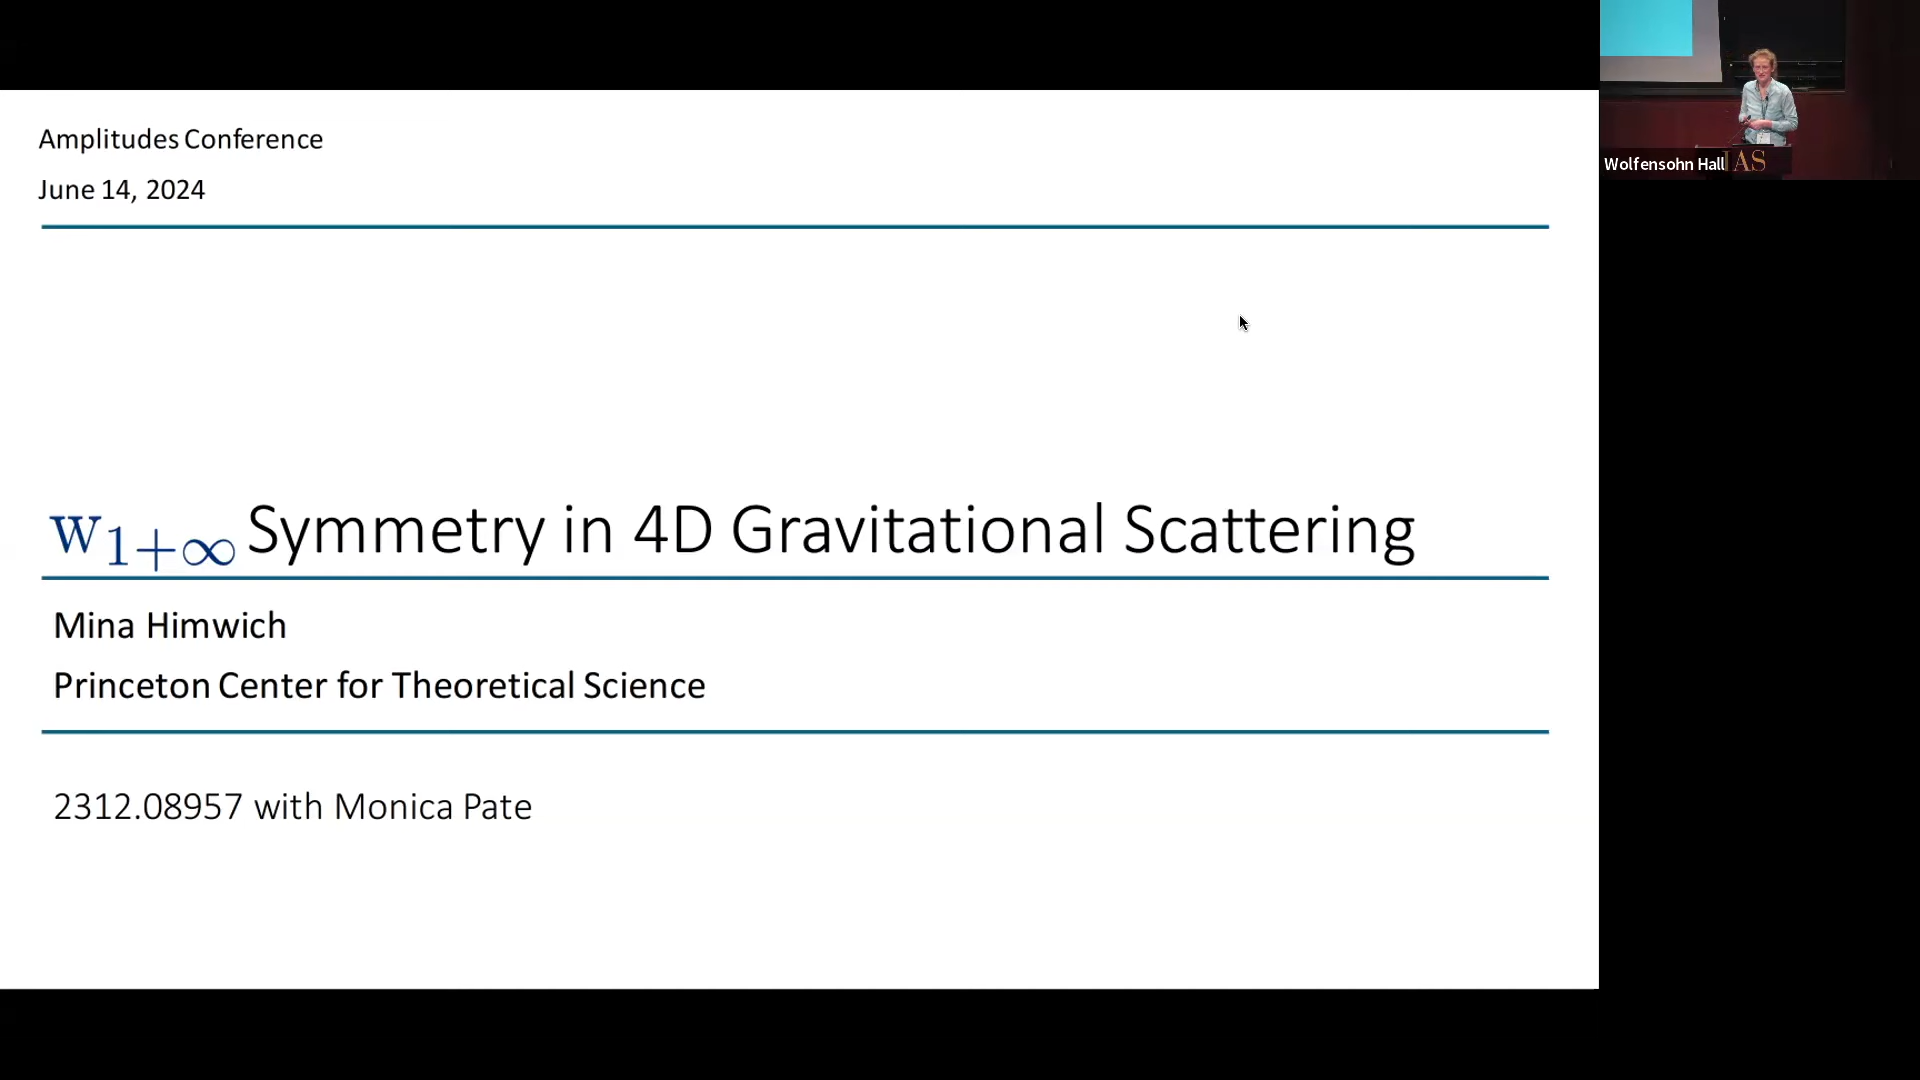 Amplitudes Conference
June 14, 2024
w₁₊∞ Symmetry in 4D Gravitational Scattering
Mina Himwich
Princeton Center for Theoretical Science
2312.08957 with Monica Pate
Wolfensohn Hall
IAS